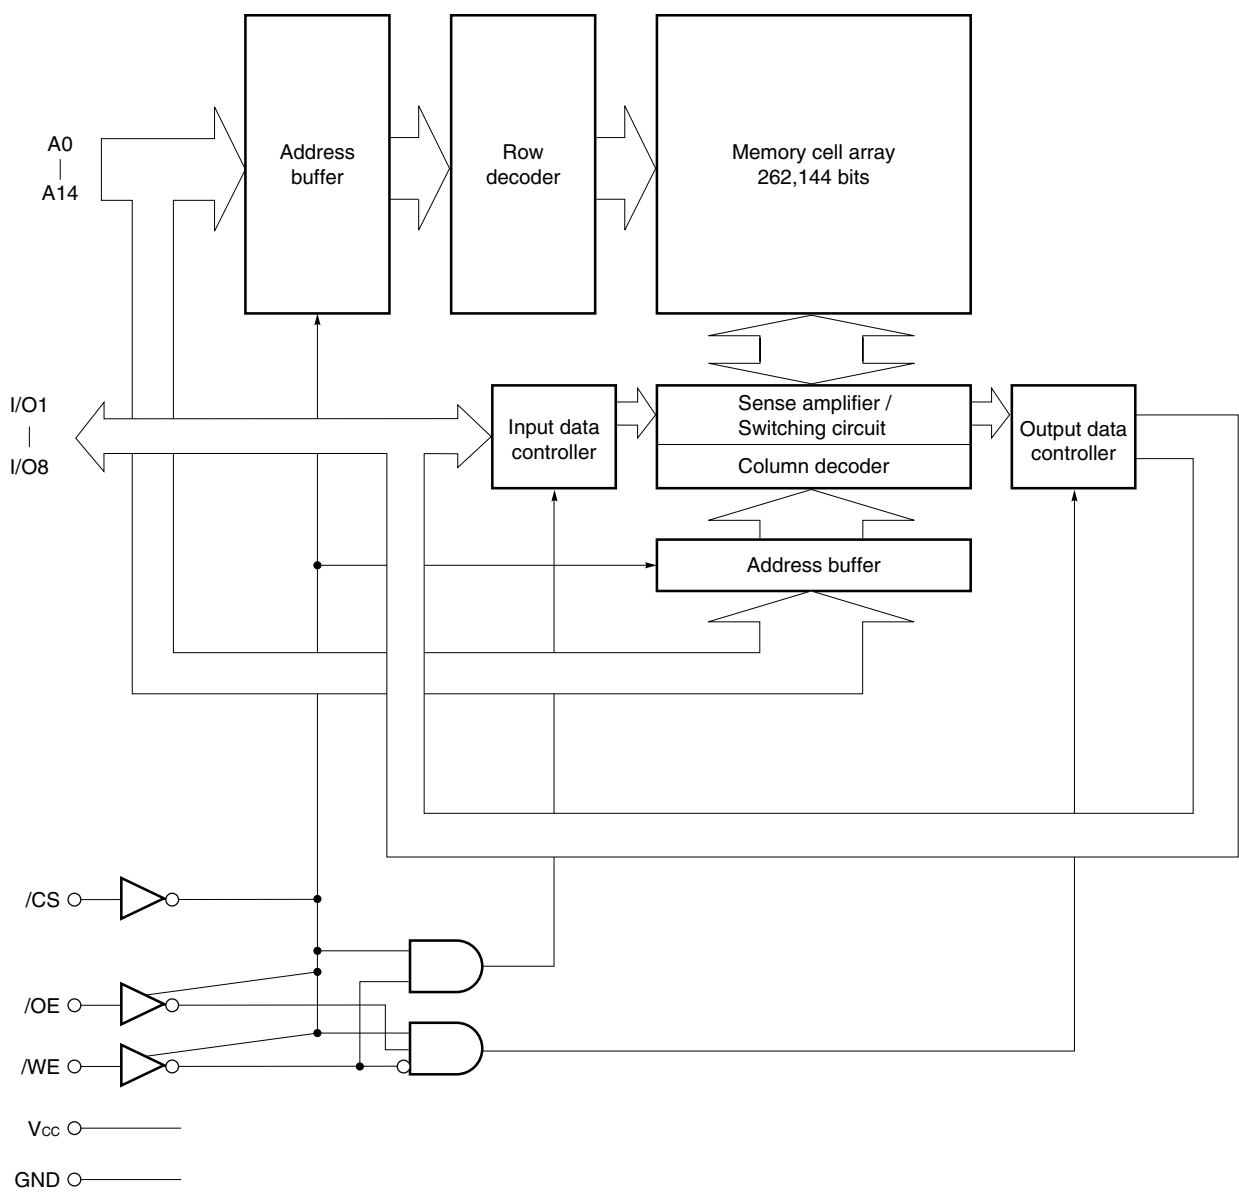 A0
A14
Address
buffer
Row
decoder
Memory cell array
262,144 bits
I/O1
I/O8
Input data
controller
Sense amplifier /
Switching circuit
Column decoder
Output data
controller
Address buffer
/CS
/OE
/WE
VCC
GND